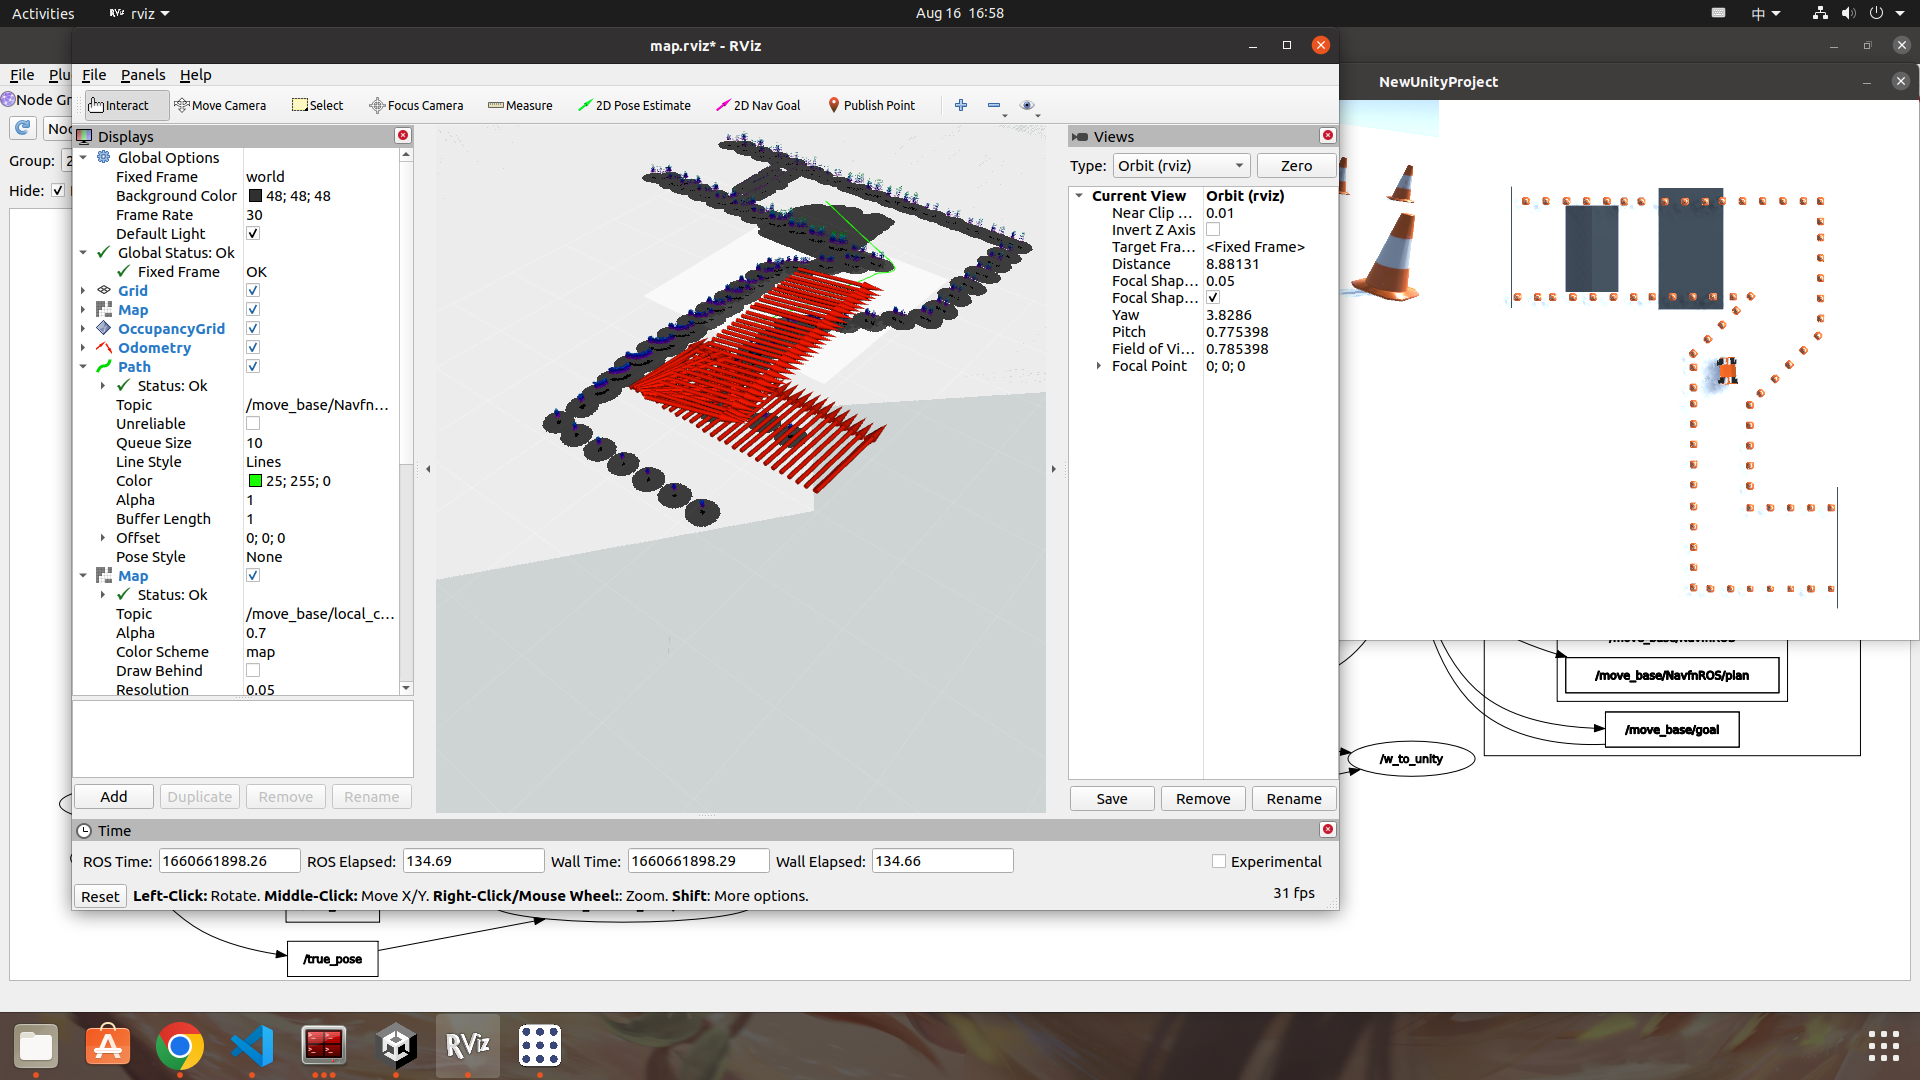 Activities
RViz rviz
Aug 16 16:58
中
map.rviz* - RViz
File
File
Panels
Help
Node Gr
Group: 2
Hide:
Interact
Move Camera
Select
Focus Camera
Measure
2D Pose Estimate
2D Nav Goal
Publish Point
Displays
Global Options
Fixed Frame world
Background Color 48; 48; 48
Frame Rate 30
Default Light
Global Status: Ok
Fixed Frame OK
Grid
Map
OccupancyGrid
Odometry
Path
Status: Ok
Topic /move_base/Navfn...
Unreliable
Queue Size 10
Line Style Lines
Color 25; 255; 0
Alpha 1
Buffer Length 1
Offset 0; 0; 0
Pose Style None
Map
Status: Ok
Topic /move_base/local_c...
Alpha 0.7
Color Scheme map
Draw Behind
Resolution 0.05
Add
Duplicate
Remove
Rename
Views
Type: Orbit (rviz)
Zero
Current View Orbit (rviz)
Near Clip ... 0.01
Invert Z Axis
Target Fra... <Fixed Frame>
Distance 8.88131
Focal Shap... 0.05
Focal Shap...
Yaw 3.8286
Pitch 0.775398
Field of Vi... 0.785398
Focal Point 0; 0; 0
Save
Remove
Rename
Time
ROS Time: 1660661898.26
ROS Elapsed: 134.69
Wall Time: 1660661898.29
Wall Elapsed: 134.66
Experimental
Reset
Left-Click: Rotate. Middle-Click: Move X/Y. Right-Click/Mouse Wheel:: Zoom. Shift: More options.
31 fps
NewUnityProject
/move_base/NavfnROS
/move_base/NavfnROS/plan
/move_base/goal
/w_to_unity
/true_pose
RViz